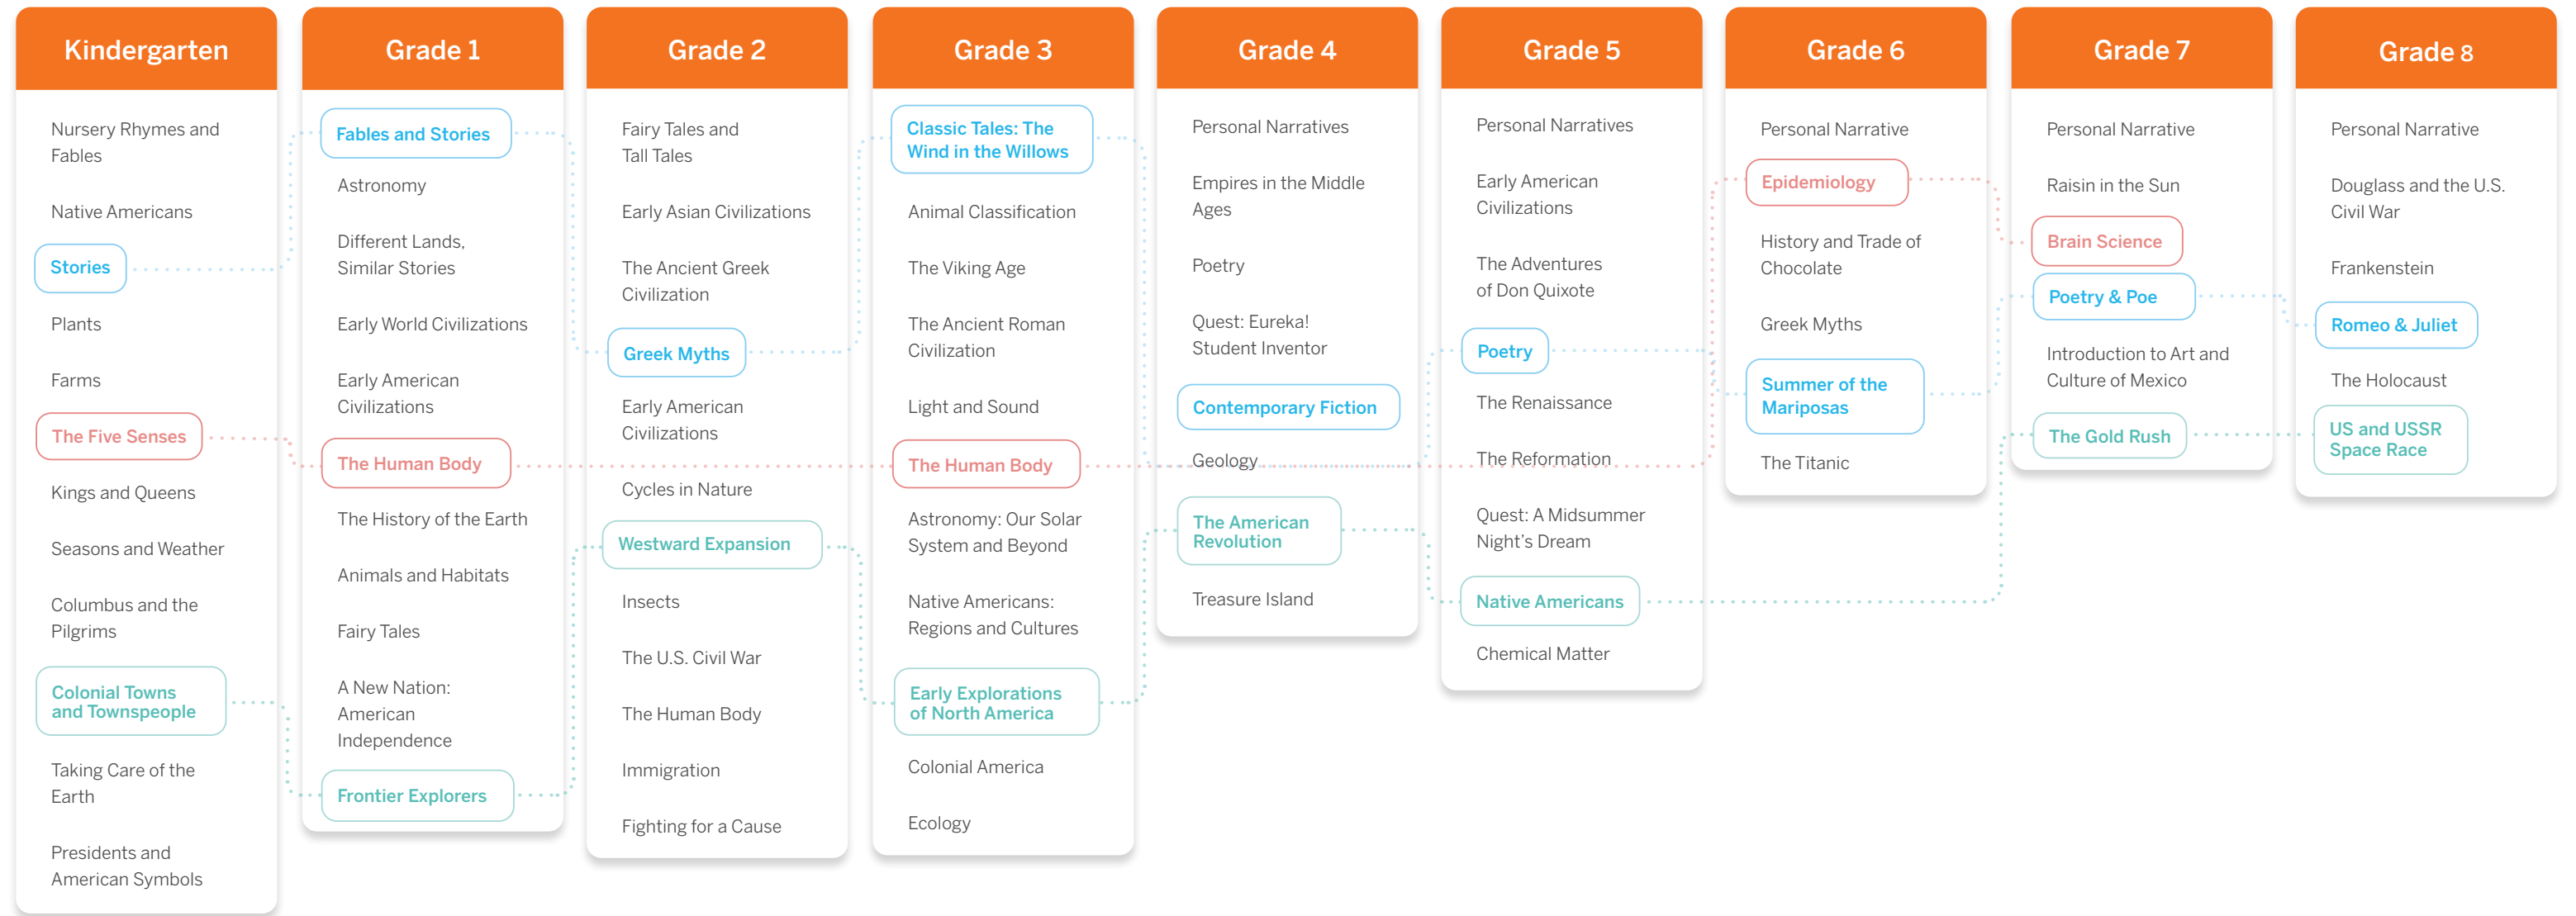 Kindergarten
Nursery Rhymes and
Fables
Native Americans
Stories
Plants
Farms
The Five Senses
Kings and Queens
Seasons and Weather
Columbus and the
Pilgrims
Colonial Towns
and Townspeople
Taking Care of the
Earth
Presidents and
American Symbols
Grade 1
Fables and Stories
Astronomy
Different Lands,
Similar Stories
Early World Civilizations
Early American
Civilizations
The Human Body
The History of the Earth
Animals and Habitats
Fairy Tales
A New Nation:
American
Independence
Frontier Explorers
Grade 2
Fairy Tales and
Tall Tales
Early Asian Civilizations
The Ancient Greek
Civilization
Greek Myths
Early American
Civilizations
Cycles in Nature
Westward Expansion
Insects
The U.S. Civil War
The Human Body
Immigration
Fighting for a Cause
Grade 3
Classic Tales: The
Wind in the Willows
Animal Classification
The Viking Age
The Ancient Roman
Civilization
Light and Sound
The Human Body
Astronomy: Our Solar
System and Beyond
Native Americans:
Regions and Cultures
Early Explorations
of North America
Colonial America
Ecology
Grade 4
Personal Narratives
Empires in the Middle
Ages
Poetry
Quest: Eureka!
Student Inventor
Contemporary Fiction
Geology
The American
Revolution
Treasure Island
Grade 5
Personal Narratives
Early American
Civilizations
The Adventures
of Don Quixote
Poetry
The Renaissance
The Reformation
Quest: A Midsummer
Night's Dream
Native Americans
Chemical Matter
Grade 6
Personal Narrative
Epidemiology
History and Trade of
Chocolate
Greek Myths
Summer of the
Mariposas
The Titanic
Grade 7
Personal Narrative
Raisin in the Sun
Brain Science
Poetry & Poe
Introduction to Art and
Culture of Mexico
The Gold Rush
Grade 8
Personal Narrative
Douglass and the U.S.
Civil War
Frankenstein
Romeo & Juliet
The Holocaust
US and USSR
Space Race